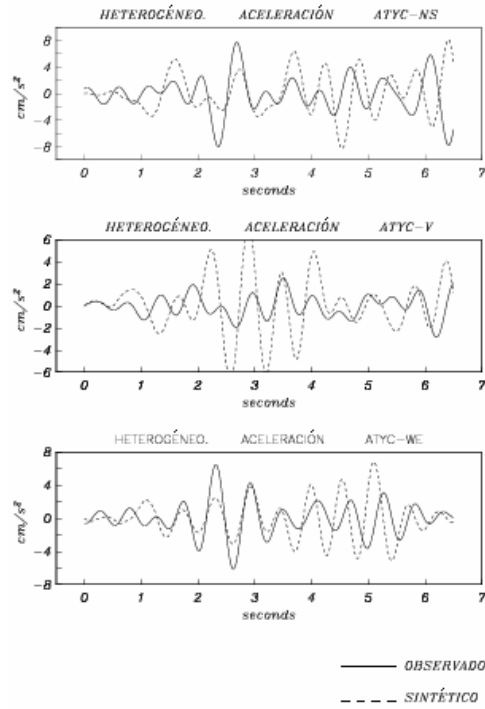 HETEROGÉNEO. ACELERACIÓN ATYC-NS
8
4
0
-4
-8
cm/s²
0 1 2 3 4 5 6 7
seconds
HETEROGÉNEO. ACELERACIÓN ATYC-V
6
4
2
0
-2
-4
-6
cm/s²
0 1 2 3 4 5 6 7
seconds
HETEROGÉNEO. ACELERACIÓN ATYC-WE
8
4
0
-4
-8
cm/s²
0 1 2 3 4 5 6 7
seconds
OBSERVADO
SINTÉTICO